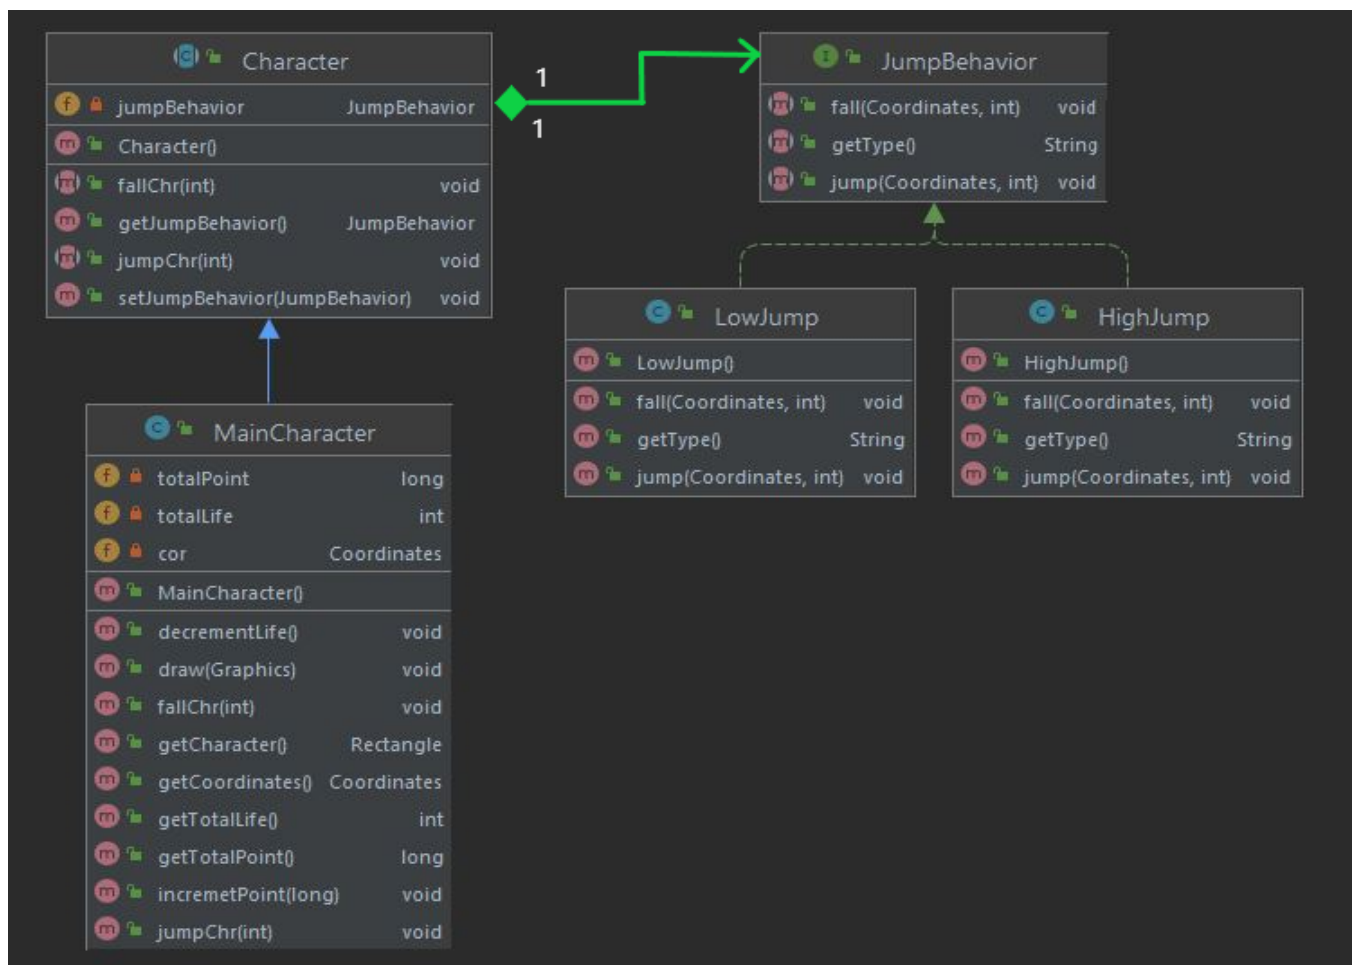 Character
jumpBehavior JumpBehavior
Character()
fallChr(int) void
getJumpBehavior() JumpBehavior
jumpChr(int) void
setJumpBehavior(JumpBehavior) void
1
1
JumpBehavior
fall(Coordinates, int) void
getType() String
jump(Coordinates, int) void
LowJump
LowJump()
fall(Coordinates, int) void
getType() String
jump(Coordinates, int) void
HighJump
HighJump()
fall(Coordinates, int) void
getType() String
jump(Coordinates, int) void
MainCharacter
totalPoint long
totalLife int
cor Coordinates
MainCharacter()
decrementLife() void
draw(Graphics) void
fallChr(int) void
getCharacter() Rectangle
getCoordinates() Coordinates
getTotalLife() int
getTotalPoint() long
incremetPoint(long) void
jumpChr(int) void